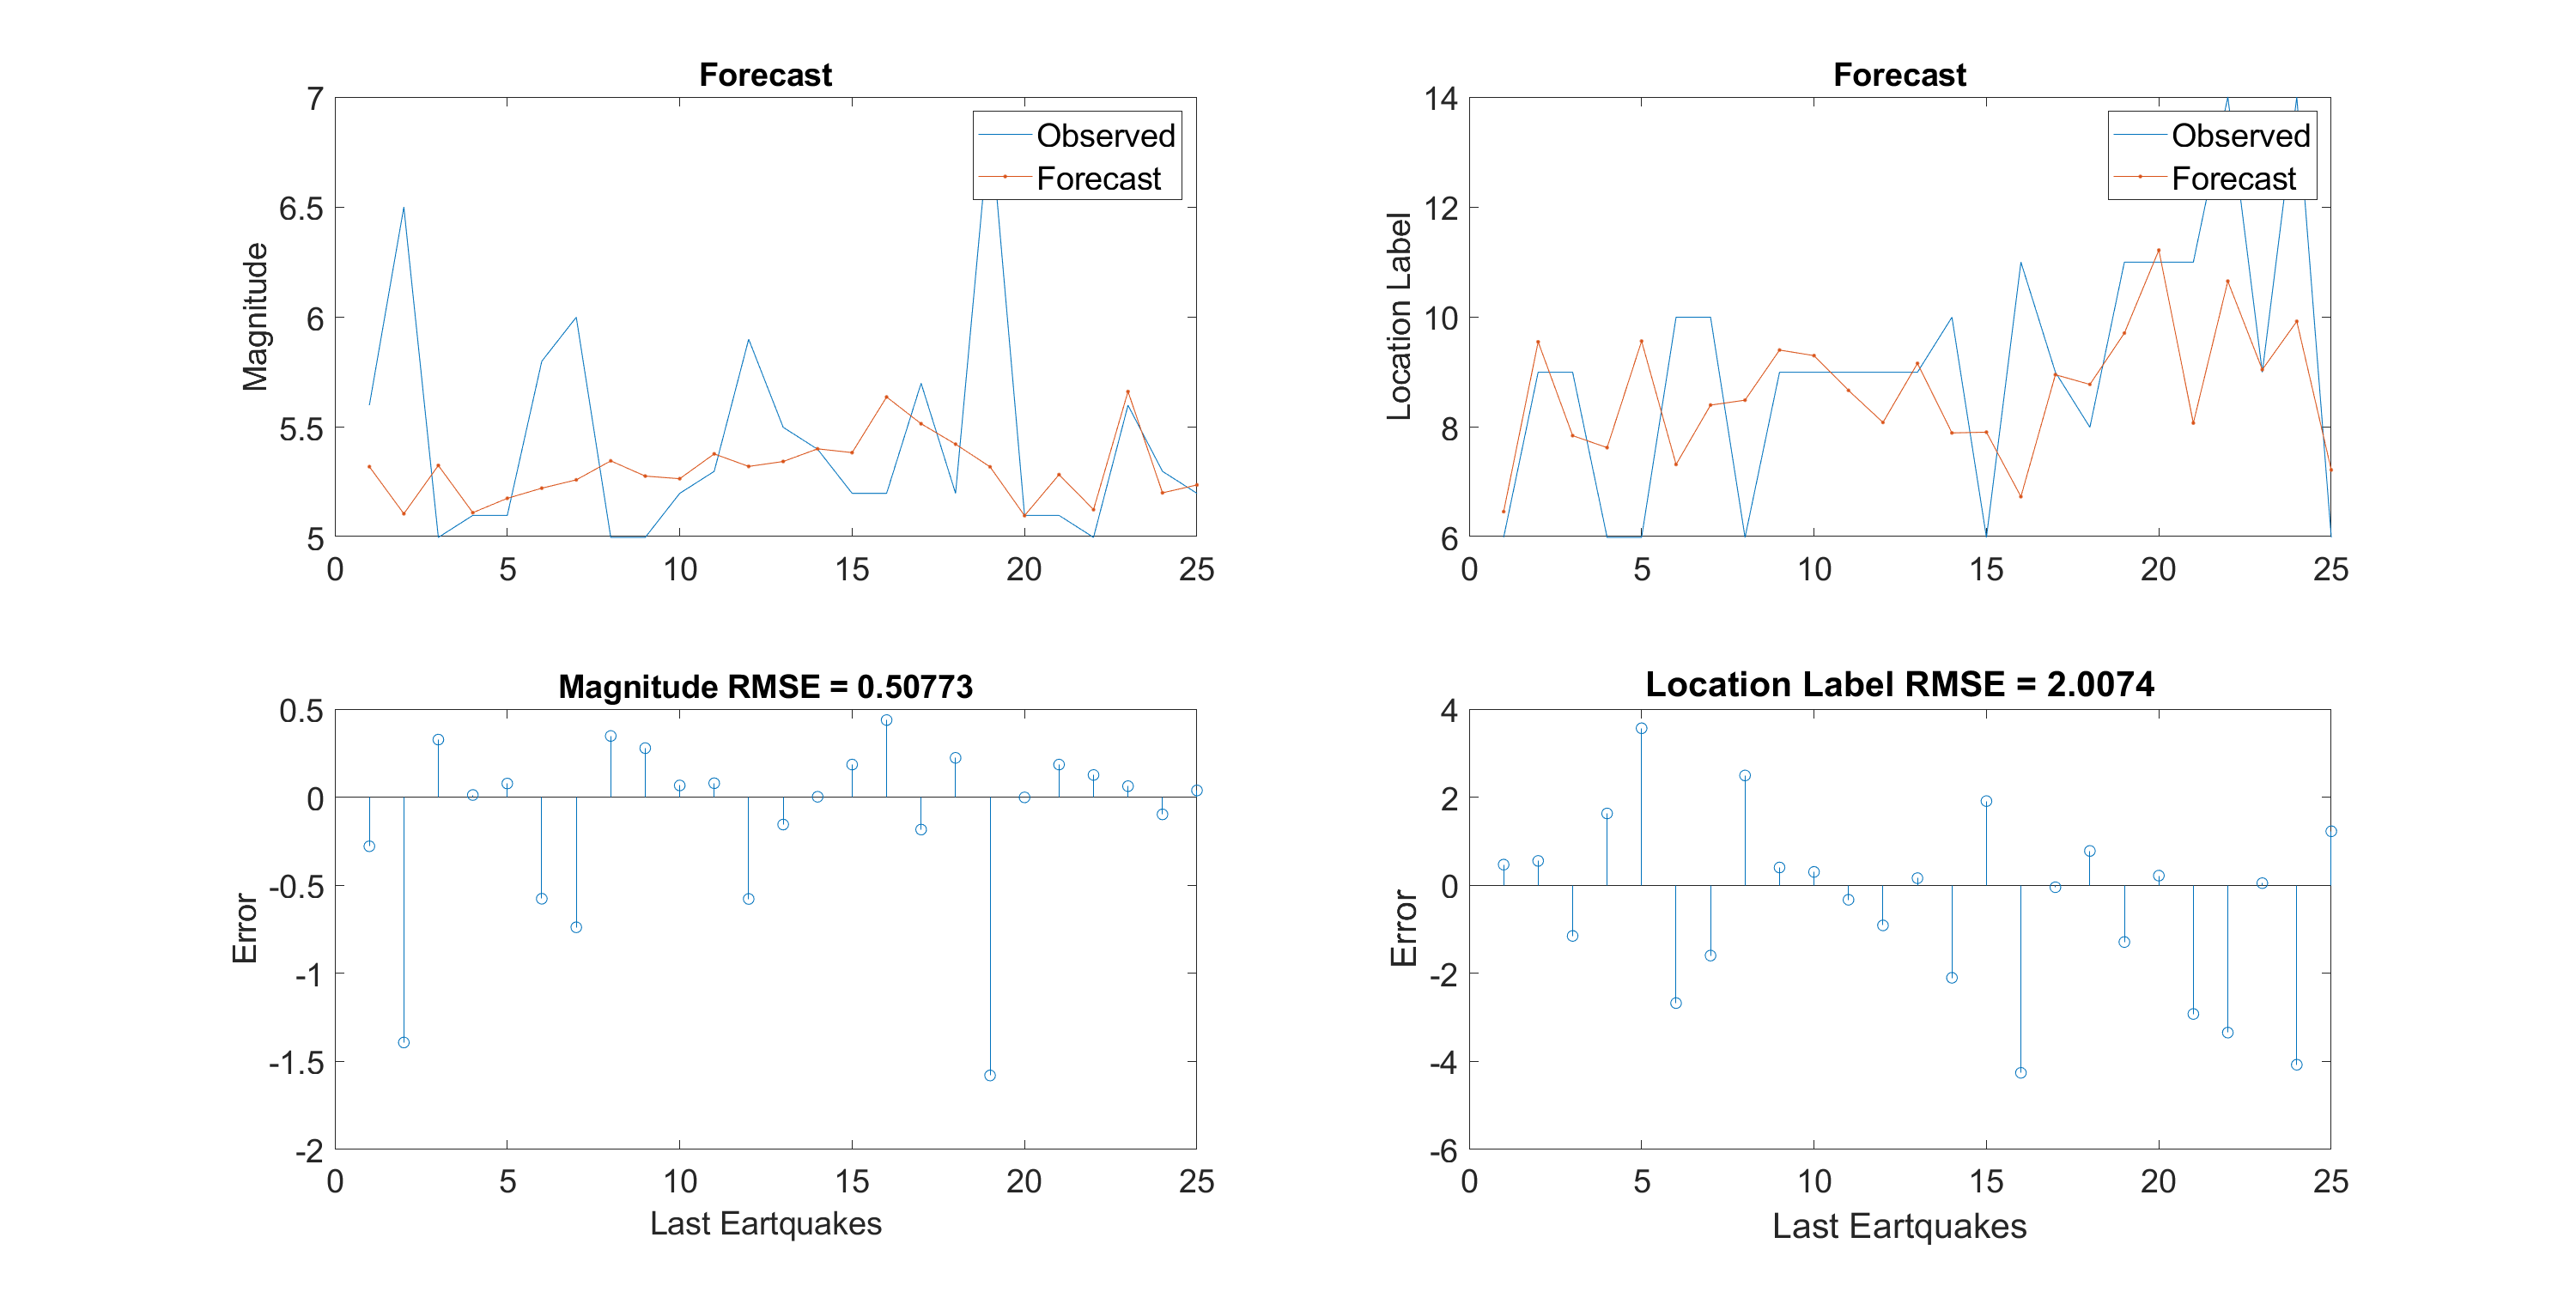 Forecast
7
6.5
6
5.5
5
Magnitude
Observed
Forecast
0 5 10 15 20 25
Forecast
14
12
10
8
6
Location Label
Observed
Forecast
0 5 10 15 20 25
Magnitude RMSE = 0.50773
0.5
0
-0.5
-1
-1.5
-2
Error
0 5 10 15 20 25
Last Eartquakes
Location Label RMSE = 2.0074
4
2
0
-2
-4
-6
Error
0 5 10 15 20 25
Last Eartquakes